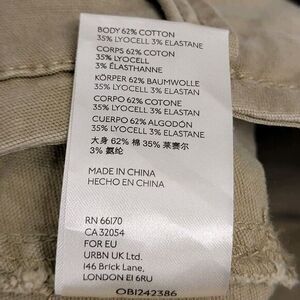 BODY 62% COTTON
35% LYOCELL 3% ELASTANE
CORPS 62% COTON
35% LYOCELL
3% ÉLASTHANNE
KÖRPER 62% BAUMWOLLE
35% LYOCELL 3% ELASTAN
CORPO 62% COTONE
35% LYOCELL 3% ELASTAN
CUERPO 62% ALGODÓN
35% LYOCELL 3% ELASTANE
大身 62% 棉 35% 莱赛尔
3% 氨纶
MADE IN CHINA
HECHO EN CHINA
RN 66170
CA 32054
FOR EU
URBN UK Ltd.
146 Brick Lane,
LONDON E1 6RU
OB1242386